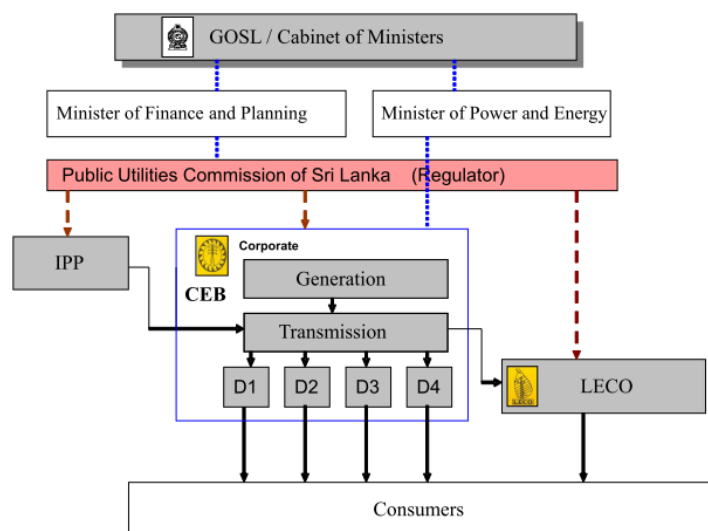 GOSL / Cabinet of Ministers
Minister of Finance and Planning
Minister of Power and Energy
Public Utilities Commission of Sri Lanka (Regulator)
IPP
Corporate
CEB
Generation
Transmission
D1
D2
D3
D4
LECO
LECO
Consumers